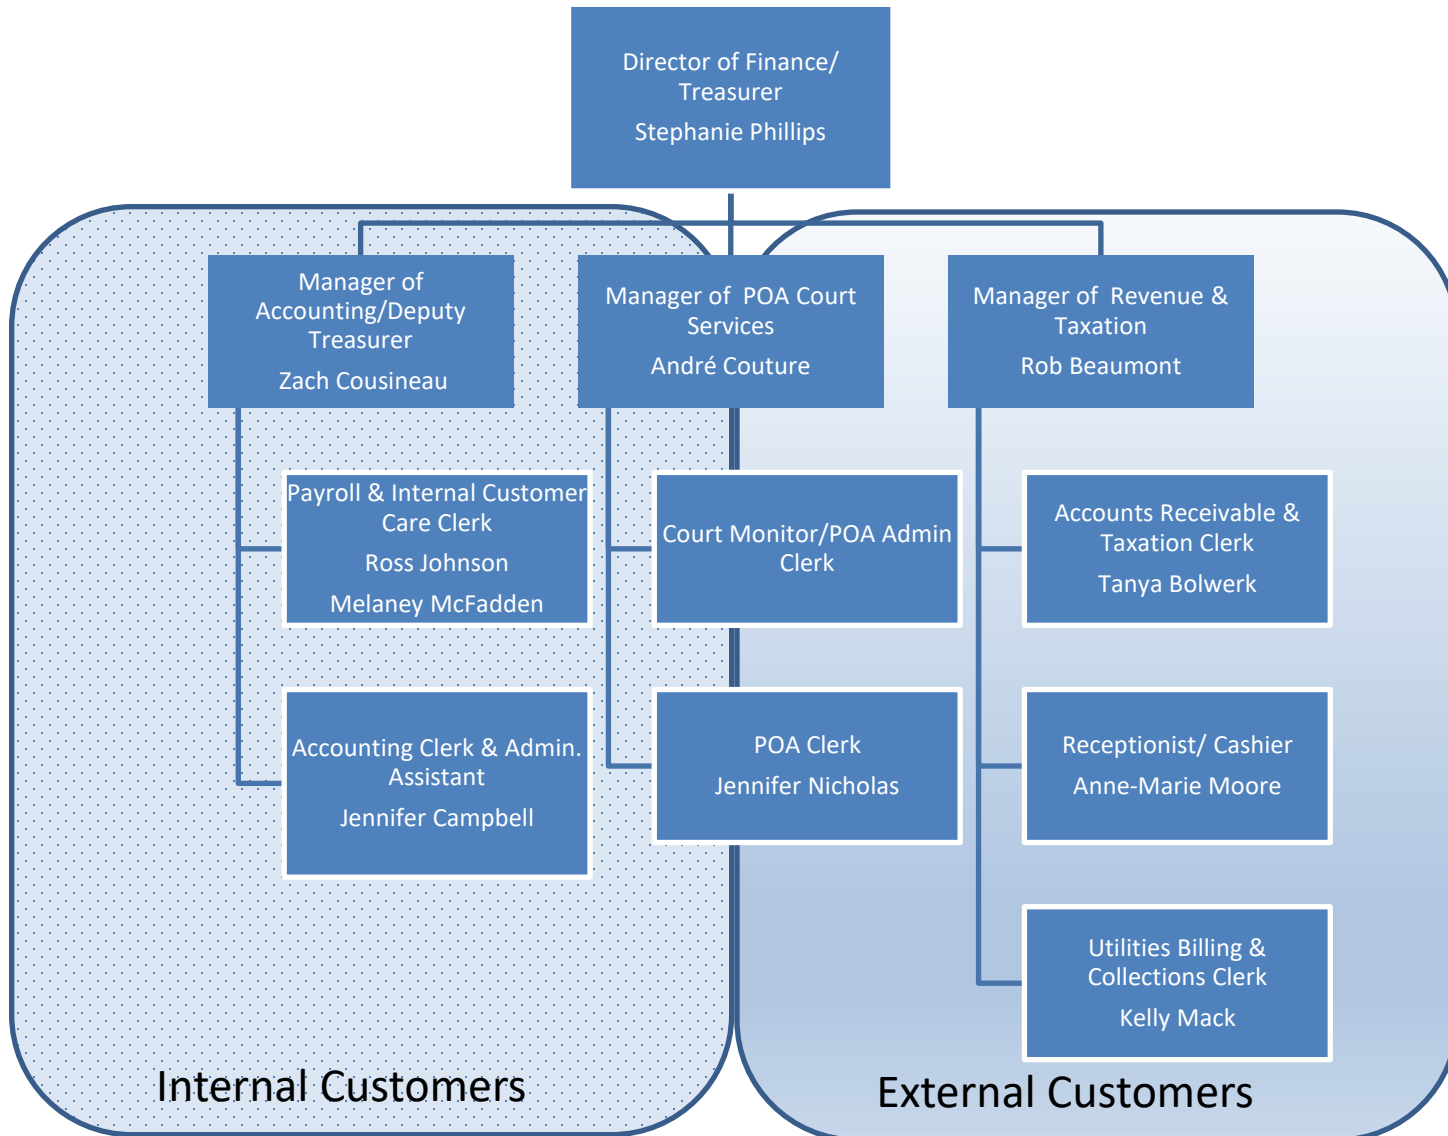 Director of Finance/
Treasurer
Stephanie Phillips
Manager of
Accounting/Deputy
Treasurer
Zach Cousineau
Manager of POA Court
Services
André Couture
Manager of Revenue &
Taxation
Rob Beaumont
Payroll & Internal Customer
Care Clerk
Ross Johnson
Melaney McFadden
Court Monitor/POA Admin
Clerk
Accounts Receivable &
Taxation Clerk
Tanya Bolwerk
Accounting Clerk & Admin.
Assistant
Jennifer Campbell
POA Clerk
Jennifer Nicholas
Receptionist/ Cashier
Anne-Marie Moore
Utilities Billing &
Collections Clerk
Kelly Mack
Internal Customers
External Customers